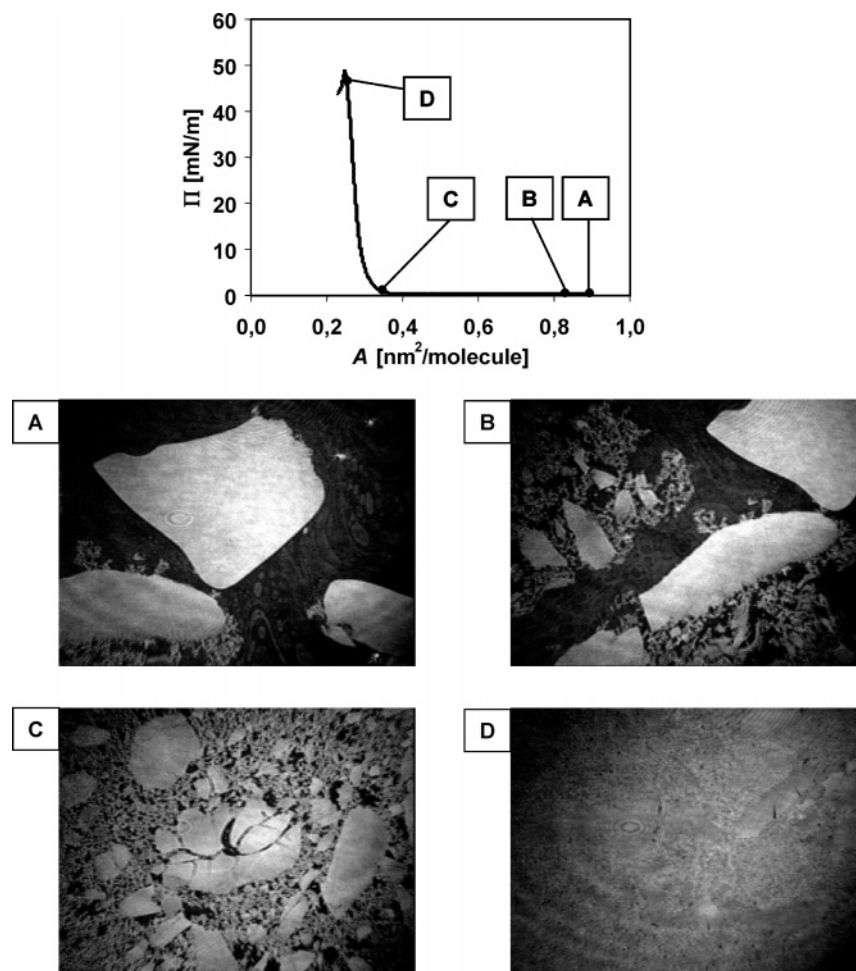 60
50
40
30
20
10
0
Π [mN/m]
D
C
B
A
0,0
0,2
0,4
0,6
0,8
1,0
A [nm²/molecule]
A
B
C
D